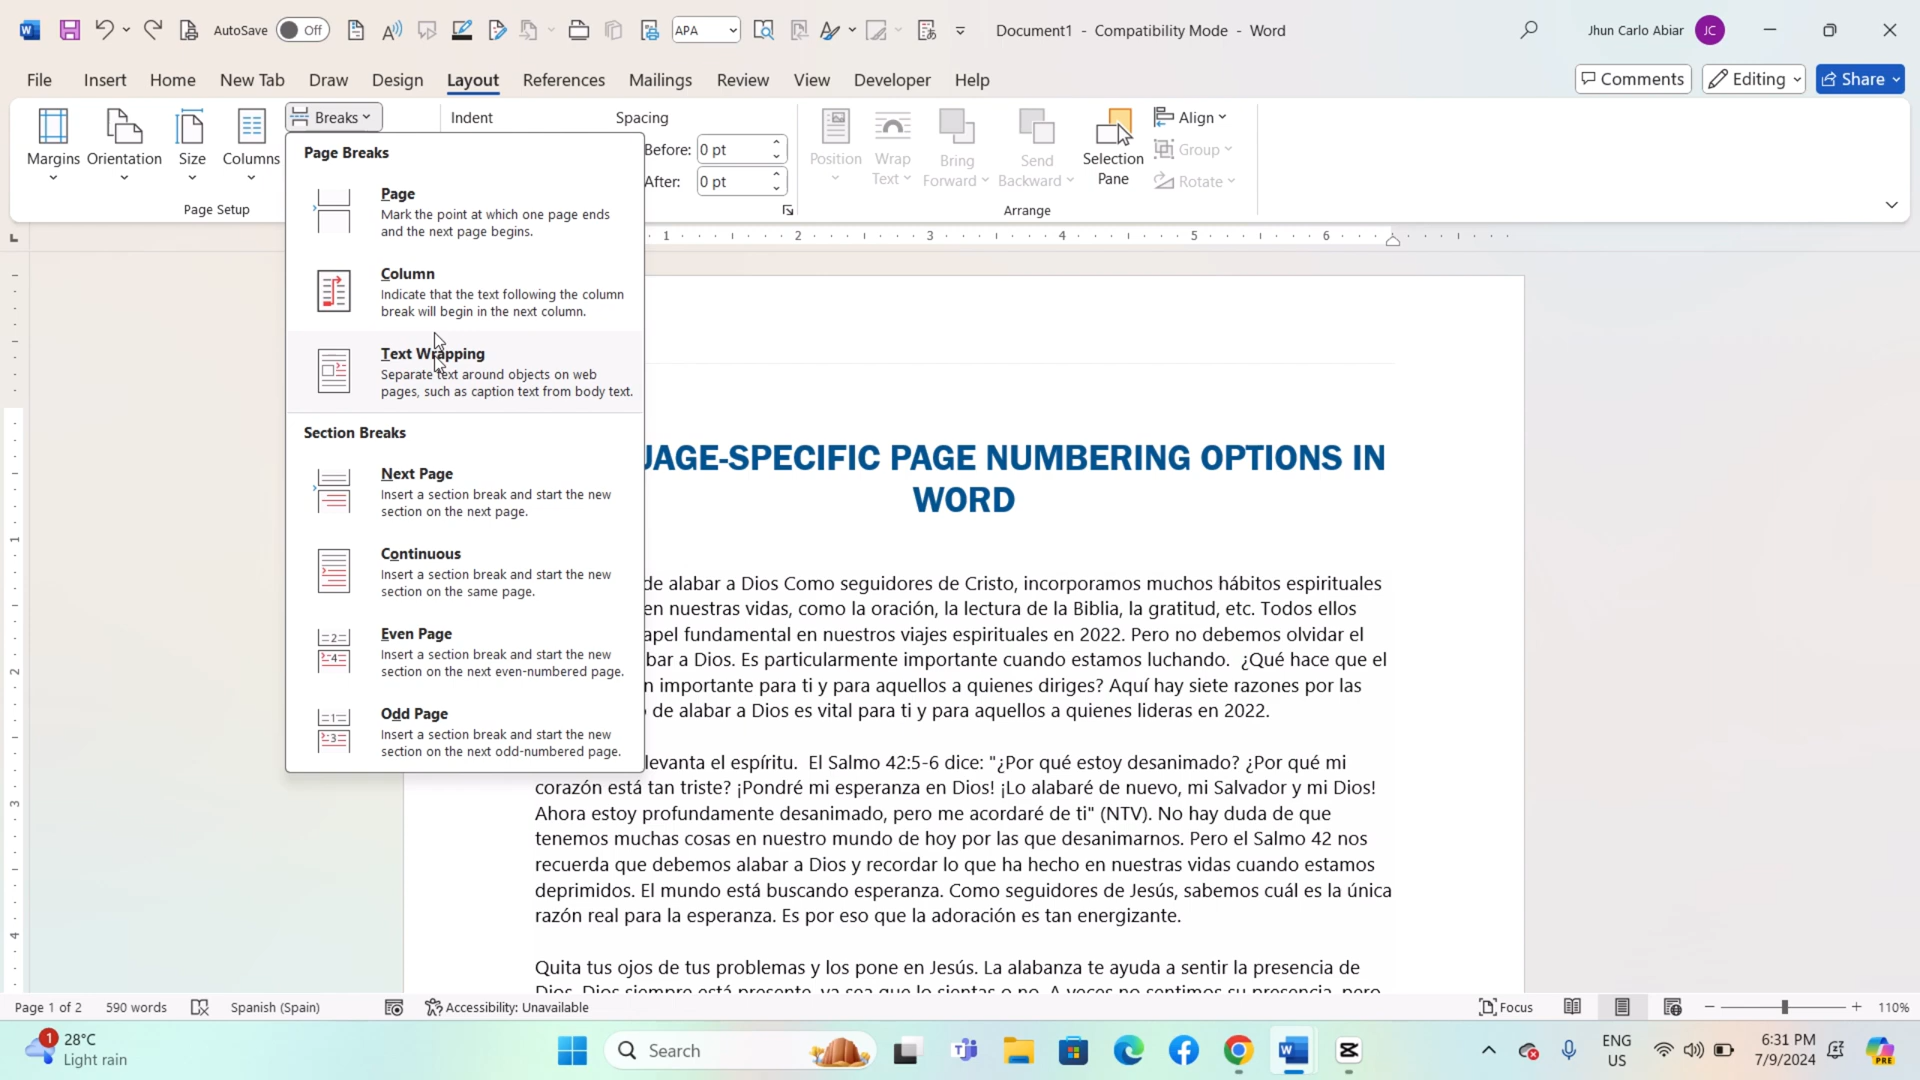 AutoSave Off APA Document1 - Compatibility Mode - Word Jhun Carlo Abiar JC
File Insert Home New Tab Draw Design Layout References Mailings Review View Developer Help Comments Editing Share
Breaks Indent Spacing Align
Margins Orientation Size Columns Before: 0 pt Position Wrap Text Bring Forward Send Backward Selection Pane Group
After: 0 pt Rotate
Page Setup Arrange
1 2 3 4 5 6
Page Breaks
Page
Mark the point at which one page ends
and the next page begins.
Column
Indicate that the text following the column
break will begin in the next column.
Text Wrapping
Separate text around objects on web
pages, such as caption text from body text.
Section Breaks
Next Page
Insert a section break and start the new
section on the next page.
Continuous
Insert a section break and start the new
section on the same page.
Even Page
Insert a section break and start the new
section on the next even-numbered page.
Odd Page
Insert a section break and start the new
section on the next odd-numbered page.
1
2
3
4
UAGE-SPECIFIC PAGE NUMBERING OPTIONS IN
WORD
de alabar a Dios Como seguidores de Cristo, incorporamos muchos hábitos espirituales
en nuestras vidas, como la oración, la lectura de la Biblia, la gratitud, etc. Todos ellos
apel fundamental en nuestros viajes espirituales en 2022. Pero no debemos olvidar el
bar a Dios. Es particularmente importante cuando estamos luchando. ¿Qué hace que el
n importante para ti y para aquellos a quienes diriges? Aquí hay siete razones por las
de alabar a Dios es vital para ti y para aquellos a quienes lideras en 2022.
levanta el espíritu. El Salmo 42:5-6 dice: "¿Por qué estoy desanimado? ¿Por qué mi
corazón está tan triste? ¡Pondré mi esperanza en Dios! ¡Lo alabaré de nuevo, mi Salvador y mi Dios!
Ahora estoy profundamente desanimado, pero me acordaré de ti" (NTV). No hay duda de que
tenemos muchas cosas en nuestro mundo de hoy por las que desanimarnos. Pero el Salmo 42 nos
recuerda que debemos alabar a Dios y recordar lo que ha hecho en nuestras vidas cuando estamos
deprimidos. El mundo está buscando esperanza. Como seguidores de Jesús, sabemos cuál es la única
razón real para la esperanza. Es por eso que la adoración es tan energizante.
Quita tus ojos de tus problemas y los pone en Jesús. La alabanza te ayuda a sentir la presencia de
Dios. Dios siempre está presente, ya sea que lo sientas o no. A veces no sentimos su presencia, pero
Page 1 of 2 590 words Spanish (Spain) Accessibility: Unavailable Focus 110%
1 28°C
Light rain
Search
ENG
US
6:31 PM
7/9/2024
PRE